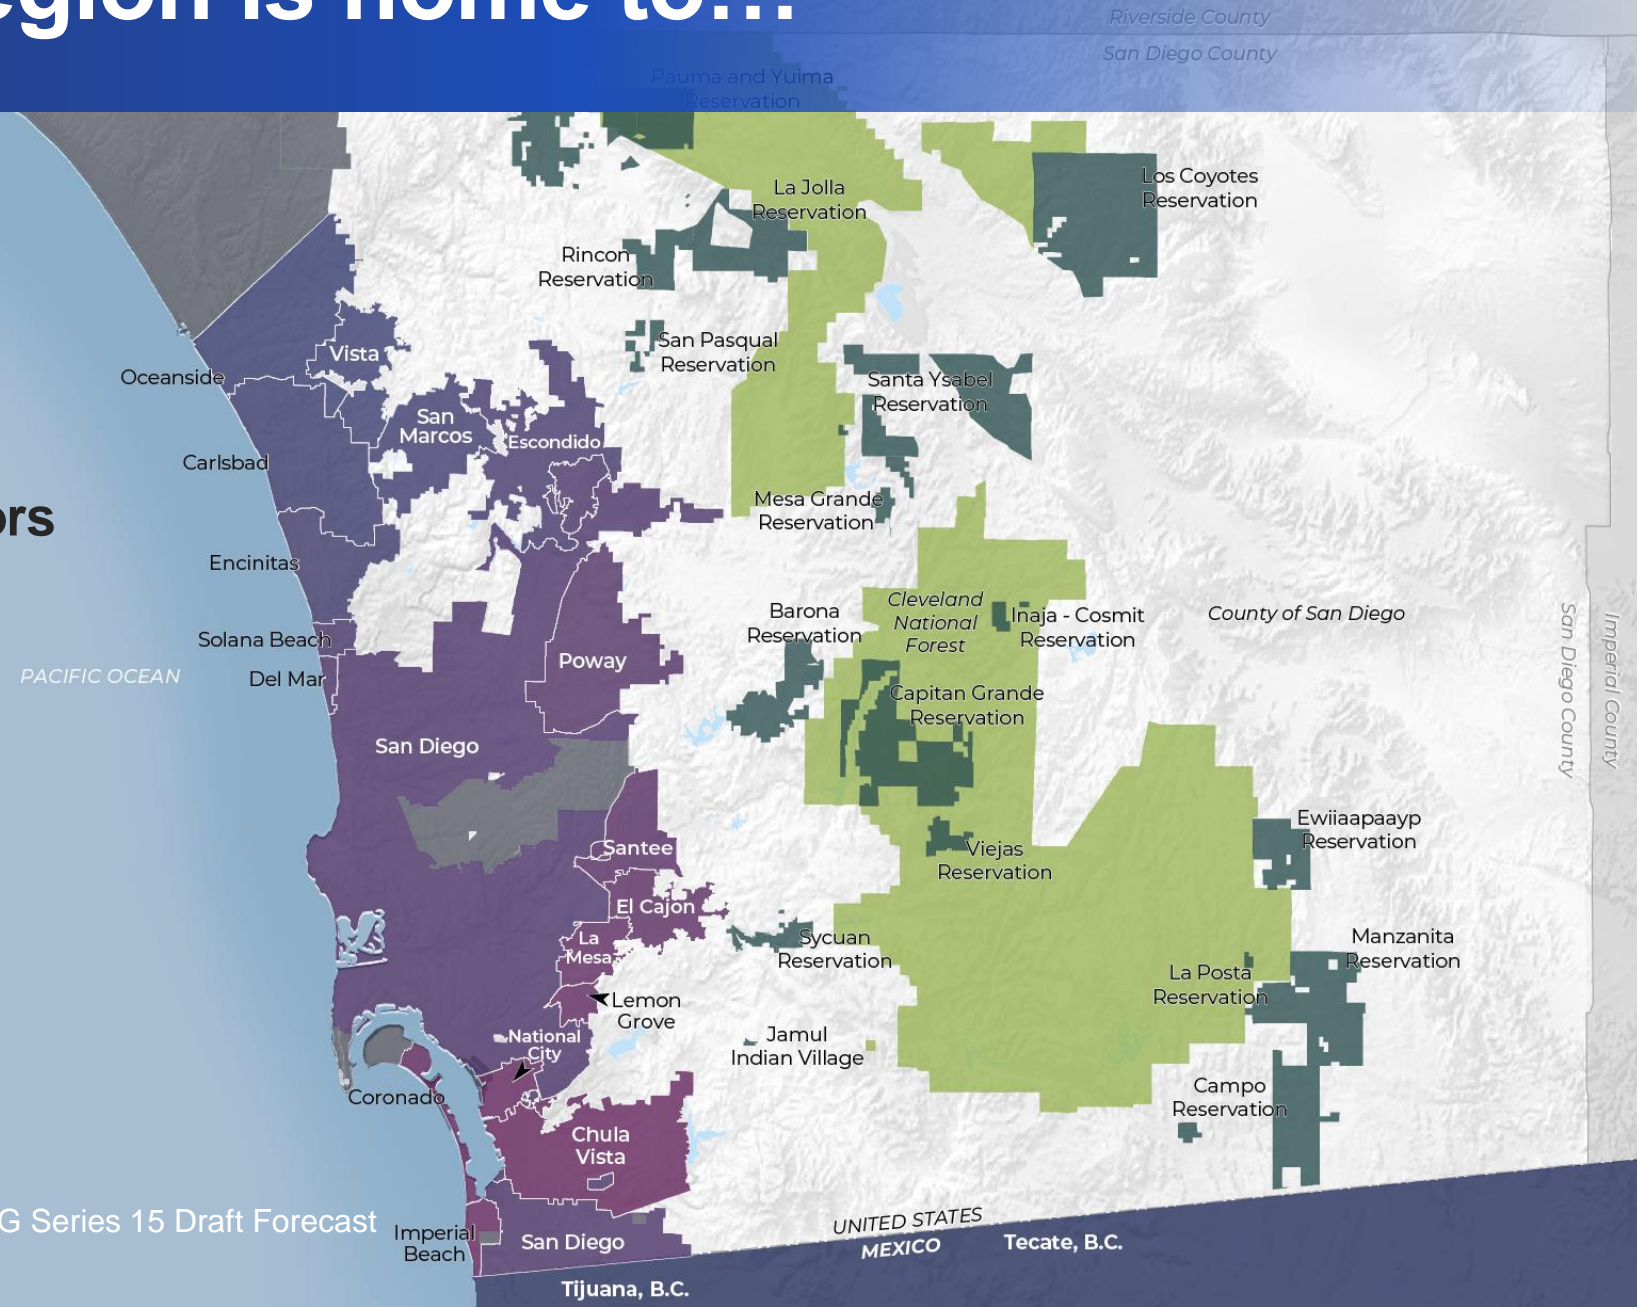 egion is home to...
Riverside County
San Diego County
Pauma and Yuima
Reservation
La Jolla
Reservation
Los Coyotes
Reservation
Rincon
Reservation
San Pasqual
Reservation
Vista
Oceanside
Santa Ysabel
Reservation
San
Marcos
Escondido
Carlsbad
Mesa Grande
Reservation
ors
Encinitas
Cleveland
National
Forest
Barona
Reservation
Inaja - Cosmit
Reservation
County of San Diego
San Diego County
Imperial County
Solana Beach
Poway
PACIFIC OCEAN
Del Mar
Capitan Grande
Reservation
San Diego
Ewiiaapaayp
Reservation
Santee
Viejas
Reservation
El Cajon
La
Mesa
Sycuan
Reservation
Manzanita
Reservation
La Posta
Reservation
Lemon
Grove
National
City
Jamul
Indian Village
Coronado
Campo
Reservation
Chula
Vista
G Series 15 Draft Forecast
Imperial
Beach
San Diego
UNITED STATES
MEXICO
Tecate, B.C.
Tijuana, B.C.